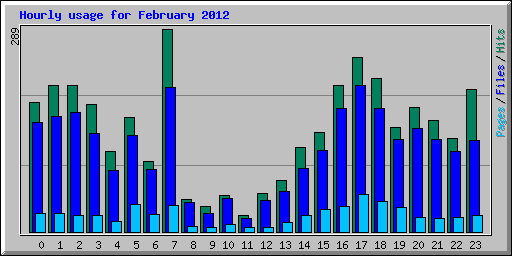 Hourly usage for February 2012
289
Pages / Files / Hits
0 1 2 3 4 5 6 7 8 9 10 11 12 13 14 15 16 17 18 19 20 21 22 23